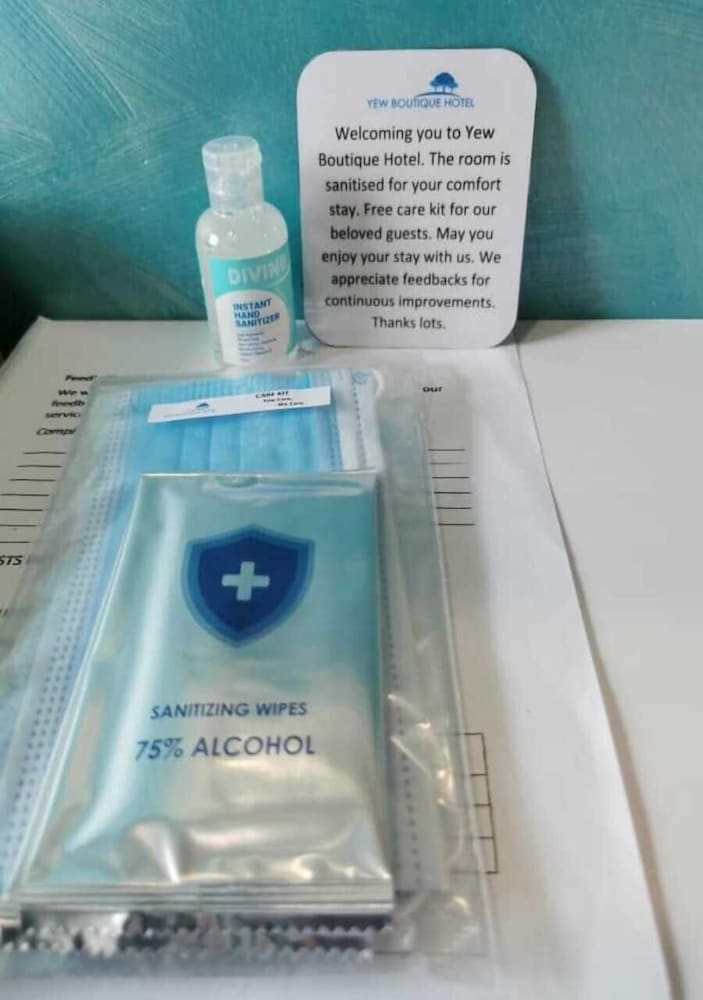 YEW BOUTIQUE HOTEL
Welcoming you to Yew
Boutique Hotel. The room is
sanitised for your comfort
stay. Free care kit for our
beloved guests. May you
enjoy your stay with us. We
appreciate feedbacks for
continuous improvements.
Thanks lots.
DIVINE
INSTANT
HAND
SANITIZER
our
CARE KIT
SANITIZING WIPES
75% ALCOHOL